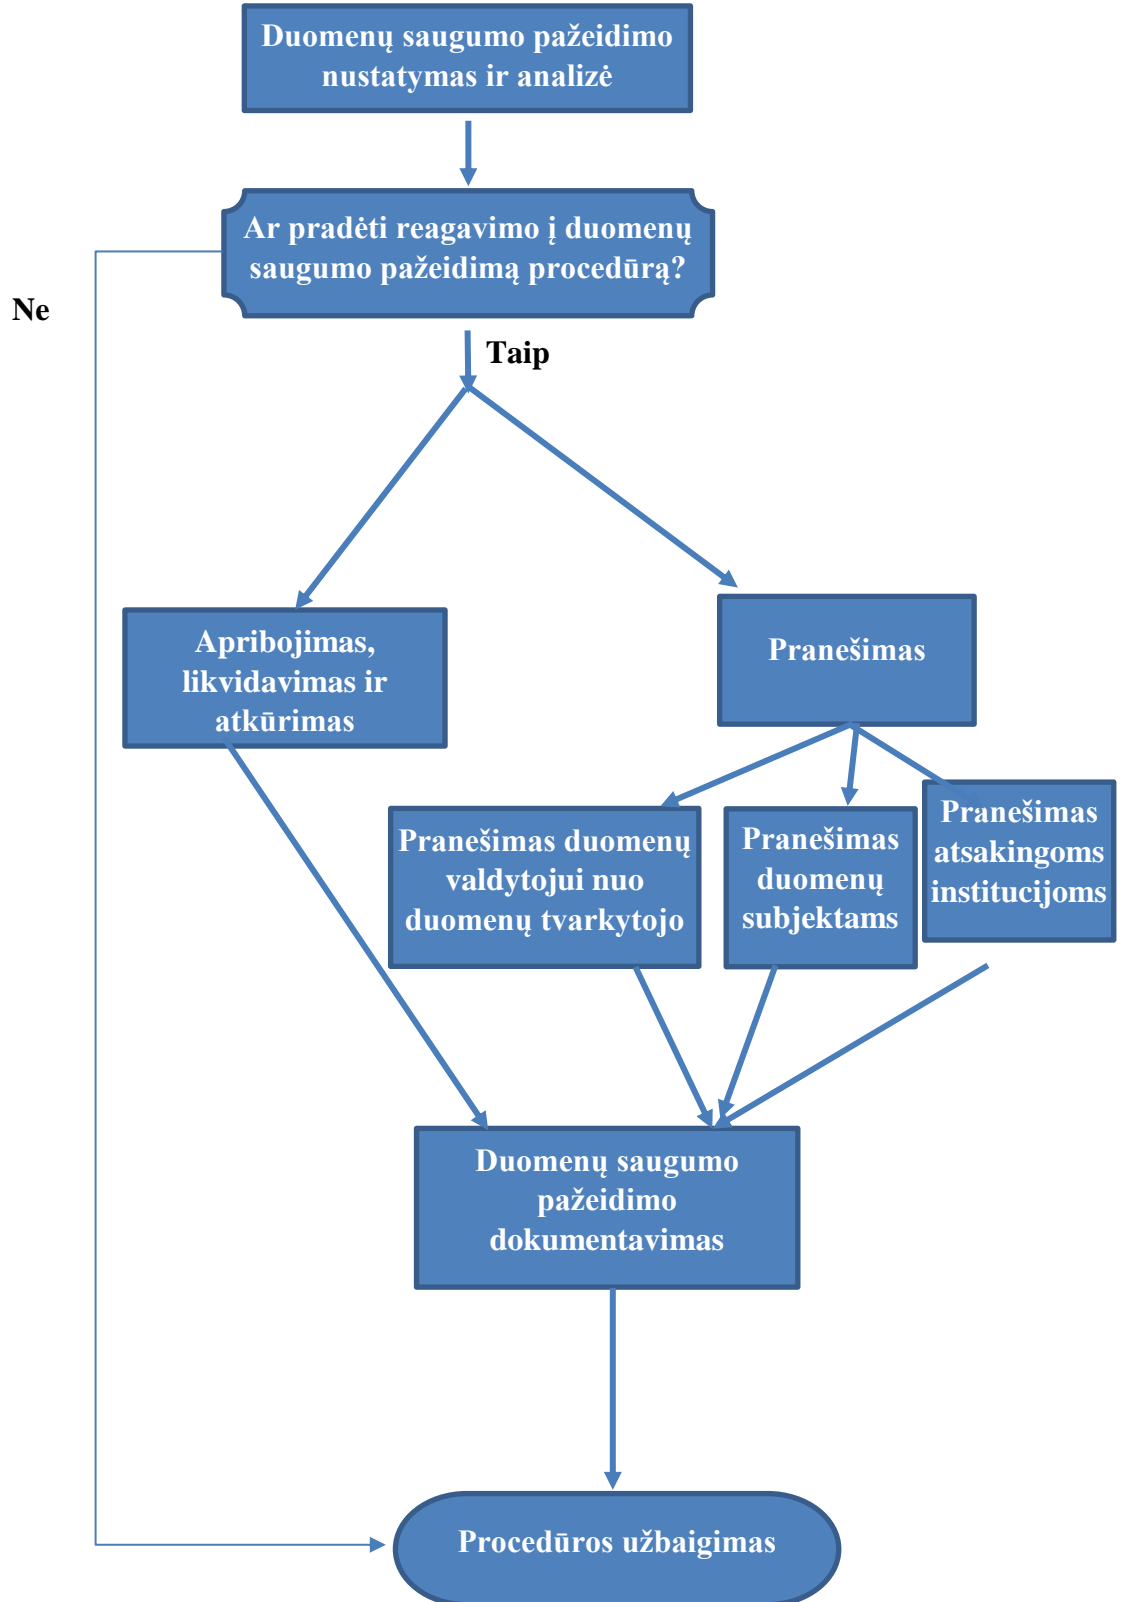 Duomenų saugumo pažeidimo
nustatymas ir analizė
Ar pradėti reagavimo į duomenų
saugumo pažeidimą procedūrą?
Ne
Taip
Apribojimas,
likvidavimas ir
atkūrimas
Pranešimas
Pranešimas duomenų
valdytojui nuo
duomenų tvarkytojo
Pranešimas
duomenų
subjektams
Pranešimas
atsakingoms
institucijoms
Duomenų saugumo
pažeidimo
dokumentavimas
Procedūros užbaigimas